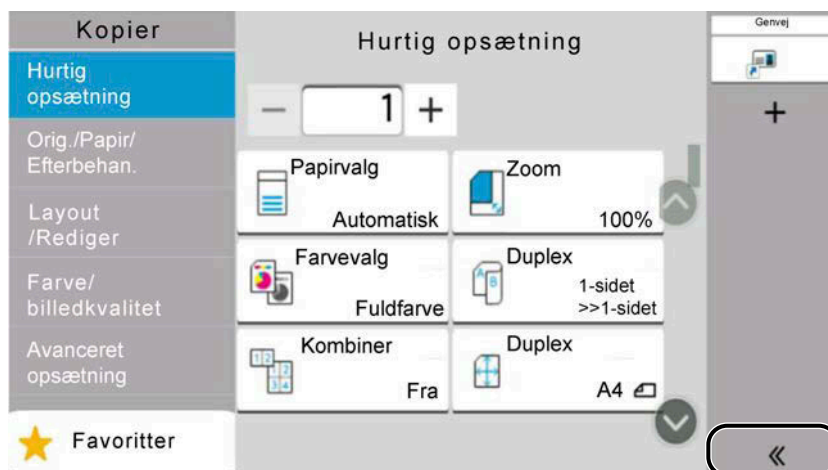 Kopier
Hurtig
opsætning
Orig./Papir/
Efterbehan.
Layout
/Rediger
Farve/
billedkvalitet
Avanceret
opsætning
Favoritter
Hurtig opsætning
− 1 +
Papirvalg
Automatisk
Zoom
100%
Farvevalg
Fuldfarve
Duplex
1-sidet
>>1-sidet
Kombiner
Fra
Duplex
A4
Genvej
+
«